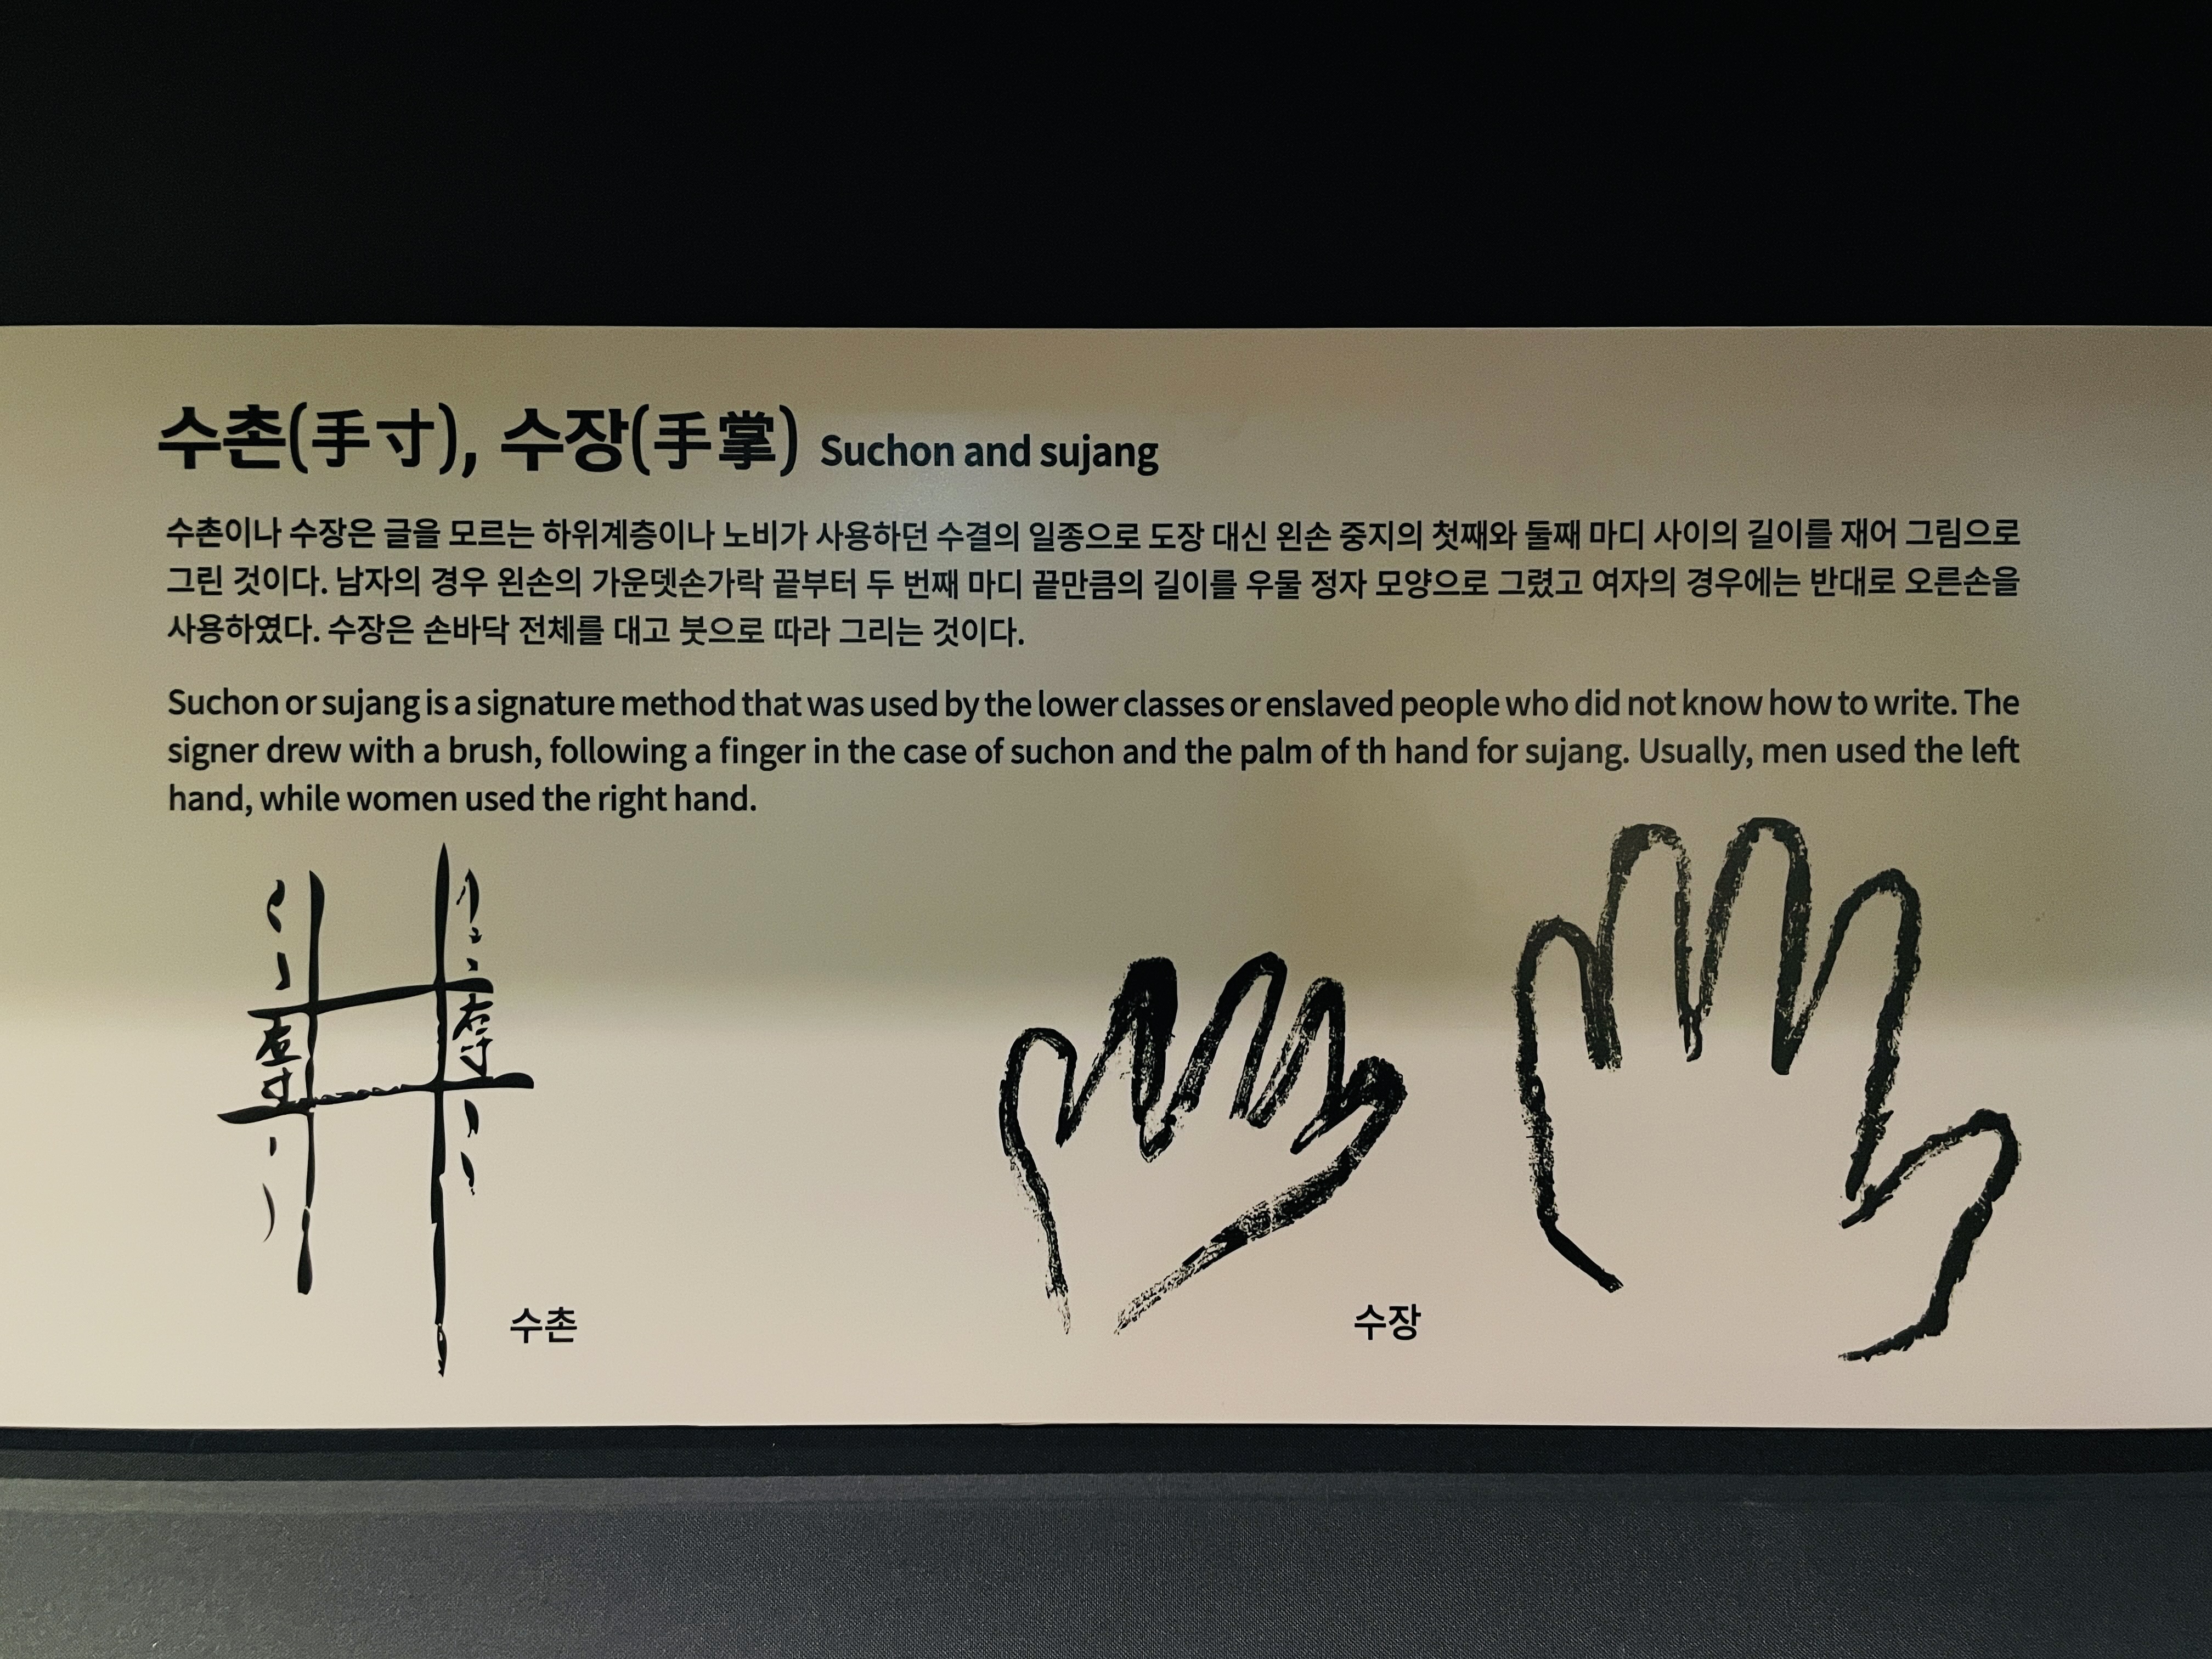 수촌(手寸), 수장(手掌) Suchon and sujang
수촌이나 수장은 글을 모르는 하위계층이나 노비가 사용하던 수결의 일종으로 도장 대신 왼손 중지의 첫째와 둘째 마디 사이의 길이를 재어 그림으로
그린 것이다. 남자의 경우 왼손의 가운뎃손가락 끝부터 두 번째 마디 끝만큼의 길이를 우물 정자 모양으로 그렸고 여자의 경우에는 반대로 오른손을
사용하였다. 수장은 손바닥 전체를 대고 붓으로 따라 그리는 것이다.
Suchon or sujang is a signature method that was used by the lower classes or enslaved people who did not know how to write. The
signer drew with a brush, following a finger in the case of suchon and the palm of th hand for sujang. Usually, men used the left
hand, while women used the right hand.
수촌
수장